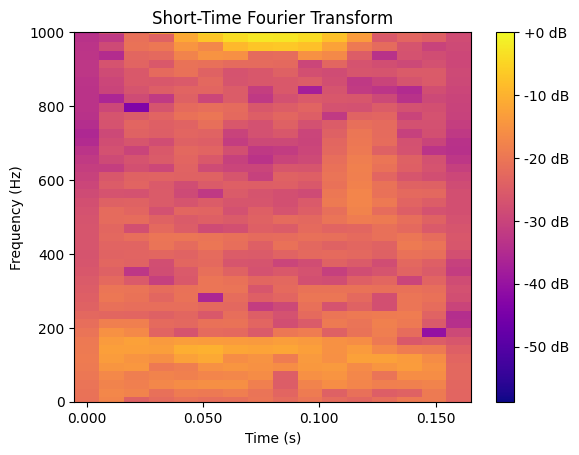 Short-Time Fourier Transform
1000
800
600
400
200
0
Frequency (Hz)
0.000
0.050
0.100
0.150
Time (s)
+0 dB
-10 dB
-20 dB
-30 dB
-40 dB
-50 dB